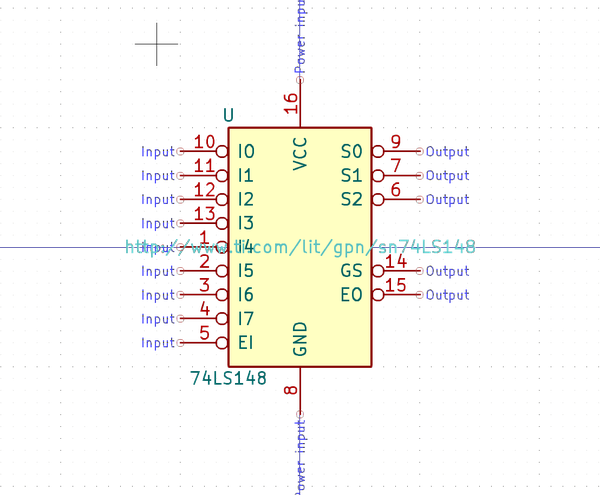 Power input
16
U
VCC
Input 10 I0 S0 9 Output
Input 11 I1 S1 7 Output
Input 12 I2 S2 6 Output
Input 13 I3
Input 1 I4
http://www.ti.com/lit/gpn/sn74LS148
Input 2 I5 GS 14 Output
Input 3 I6 EO 15 Output
Input 4 I7
Input 5 EI
GND
74LS148
8
Power input